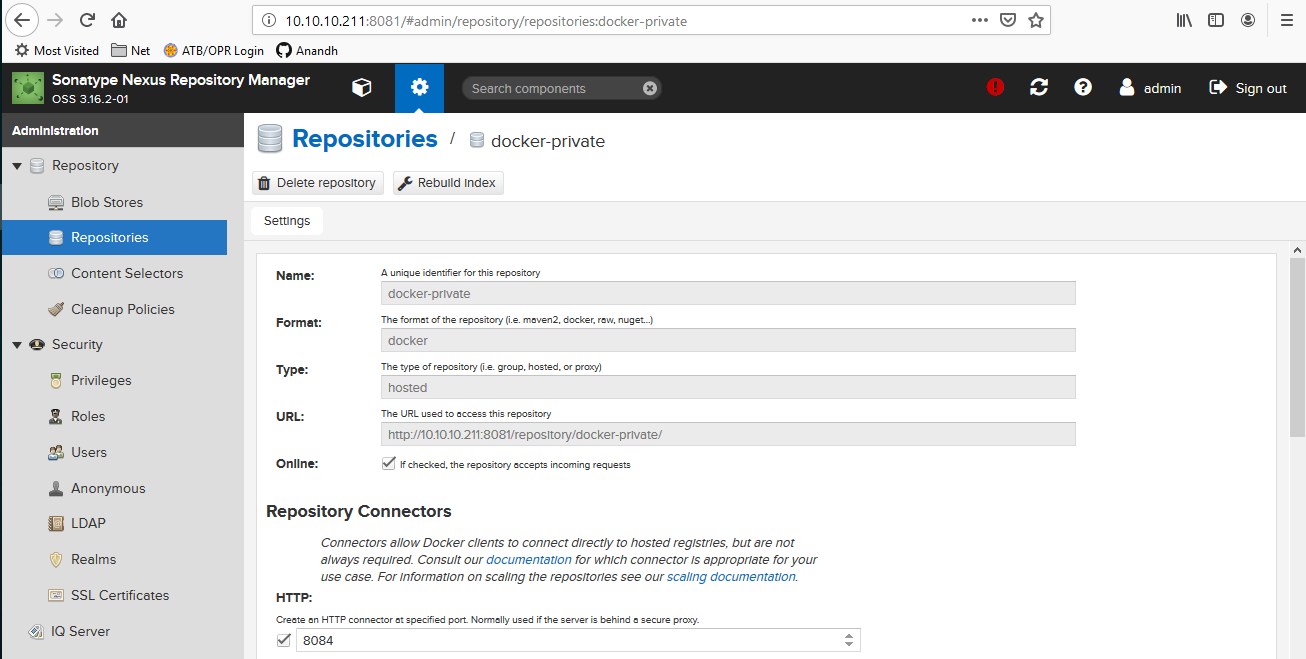 10.10.10.211:8081/#admin/repository/repositories:docker-private
Most Visited Net ATB/OPR Login Anandh
Sonatype Nexus Repository Manager
OSS 3.16.2-01
Search components
admin Sign out
Administration
Repository
Blob Stores
Repositories
Content Selectors
Cleanup Policies
Security
Privileges
Roles
Users
Anonymous
LDAP
Realms
SSL Certificates
IQ Server
Repositories / docker-private
Delete repository Rebuild index
Settings
Name: A unique identifier for this repository
docker-private
Format: The format of the repository (i.e. maven2, docker, raw, nuget...)
docker
Type: The type of repository (i.e. group, hosted, or proxy)
hosted
URL: The URL used to access this repository
http://10.10.10.211:8081/repository/docker-private/
Online: If checked, the repository accepts incoming requests
Repository Connectors
Connectors allow Docker clients to connect directly to hosted registries, but are not
always required. Consult our documentation for which connector is appropriate for your
use case. For information on scaling the repositories see our scaling documentation.
HTTP:
Create an HTTP connector at specified port. Normally used if the server is behind a secure proxy.
8084